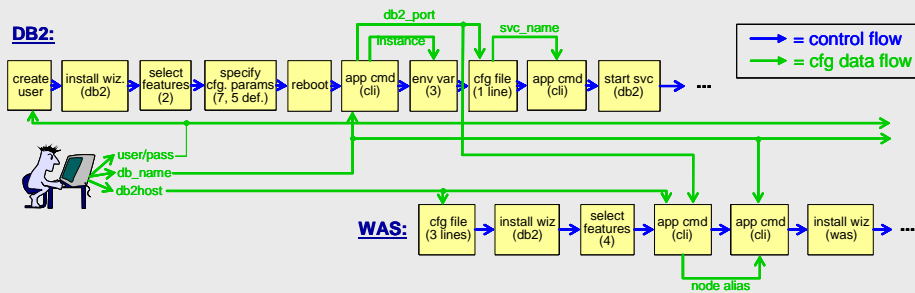 db2_port
instance
svc_name
DB2:
= control flow
= cfg data flow
create
user
install wiz.
(db2)
select
features
(2)
specify
cfg. params
(7, 5 def.)
reboot
app cmd
(cli)
env var
(3)
cfg file
(1 line)
app cmd
(cli)
start svc
(db2)
...
user/pass
db_name
db2host
WAS:
cfg file
(3 lines)
install wiz
(db2)
select
features
(4)
app cmd
(cli)
app cmd
(cli)
install wiz
(was)
...
node alias